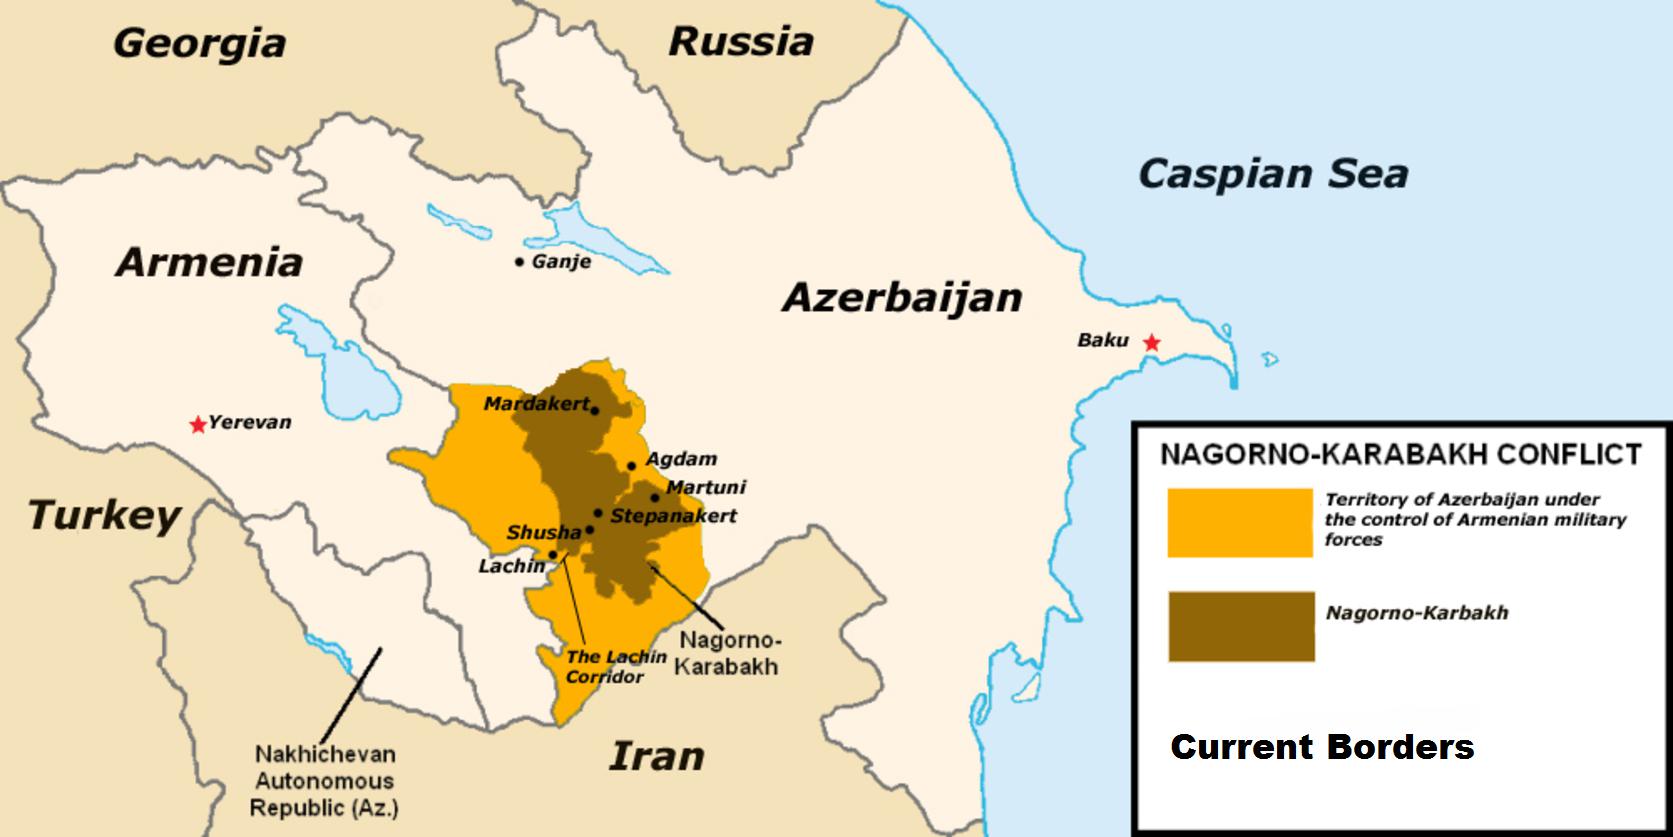 Georgia
Russia
Caspian Sea
Armenia
Ganje
Azerbaijan
Baku
Yerevan
Mardakert
Agdam
Martuni
Turkey
Stepanakert
Shusha
Lachin
Nagorno-
Karabakh
The Lachin
Corridor
Iran
Nakhichevan
Autonomous
Republic (Az.)
NAGORNO-KARABAKH CONFLICT
Territory of Azerbaijan under
the control of Armenian military
forces
Nagorno-Karbakh
Current Borders